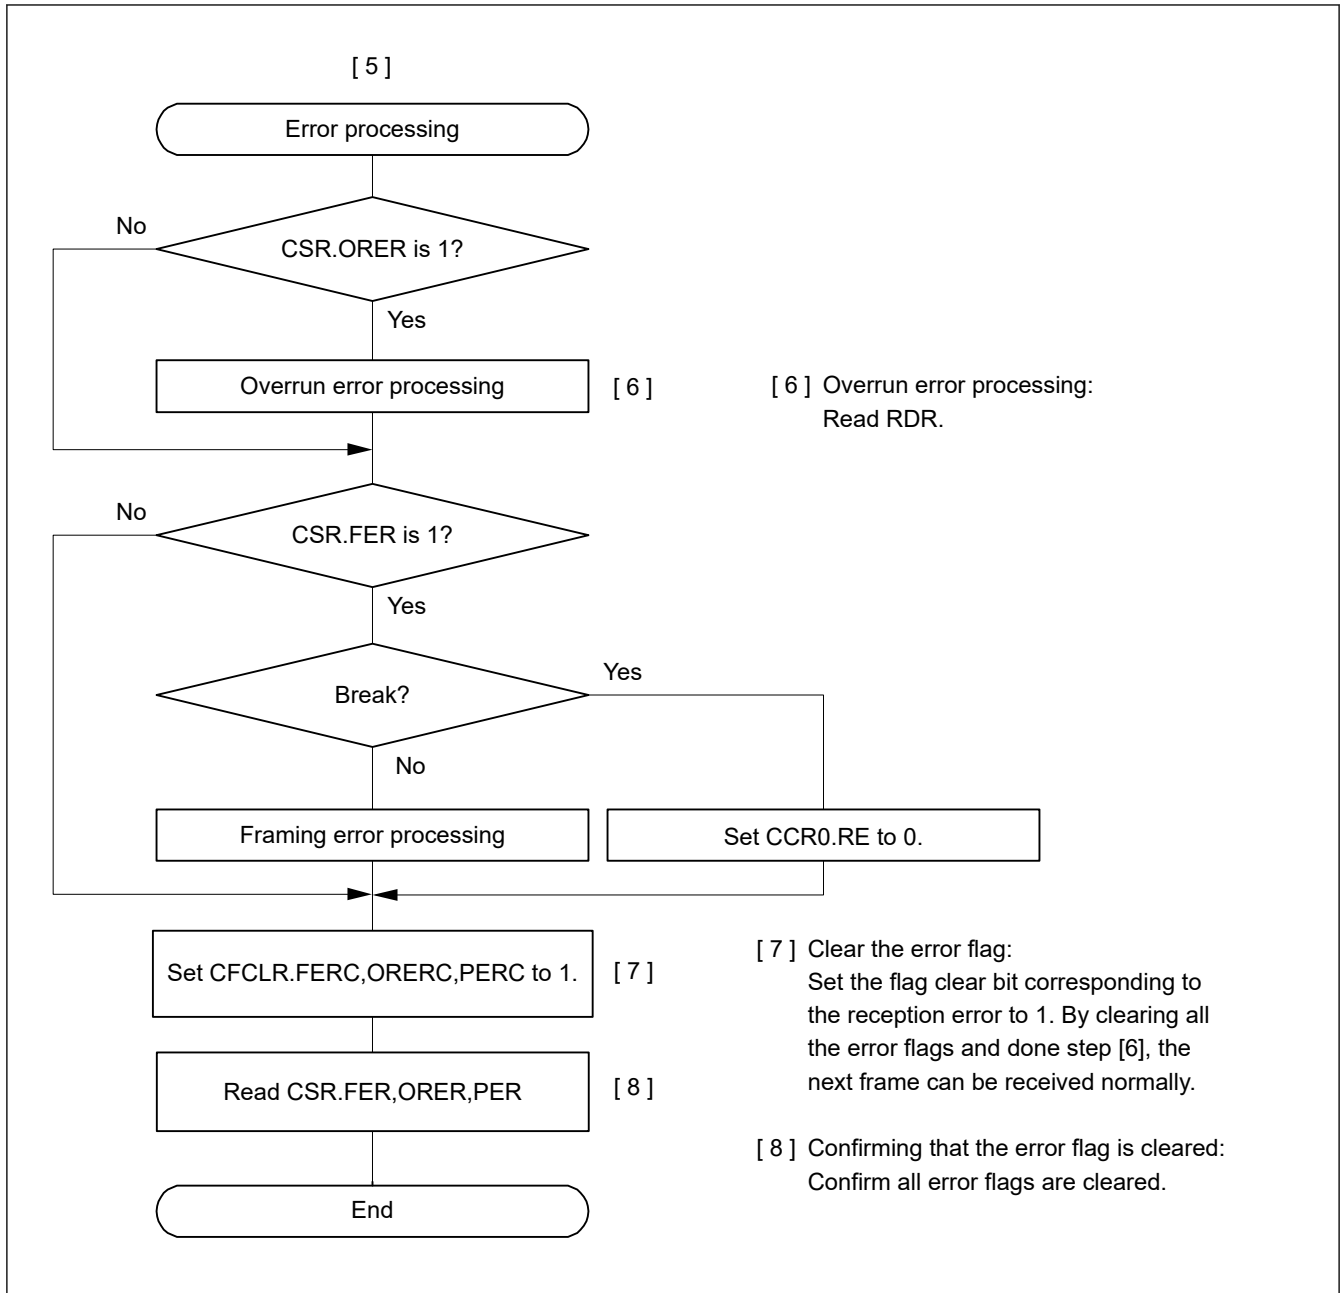 [ 5 ]
Error processing
No
CSR.ORER is 1?
Yes
Overrun error processing
[ 6 ]
[ 6 ] Overrun error processing:
Read RDR.
No
CSR.FER is 1?
Yes
Break?
Yes
No
Framing error processing
Set CCR0.RE to 0.
Set CFCLR.FERC,ORERC,PERC to 1.
[ 7 ]
[ 7 ] Clear the error flag:
Set the flag clear bit corresponding to
the reception error to 1. By clearing all
the error flags and done step [6], the
next frame can be received normally.
Read CSR.FER,ORER,PER
[ 8 ]
[ 8 ] Confirming that the error flag is cleared:
Confirm all error flags are cleared.
End